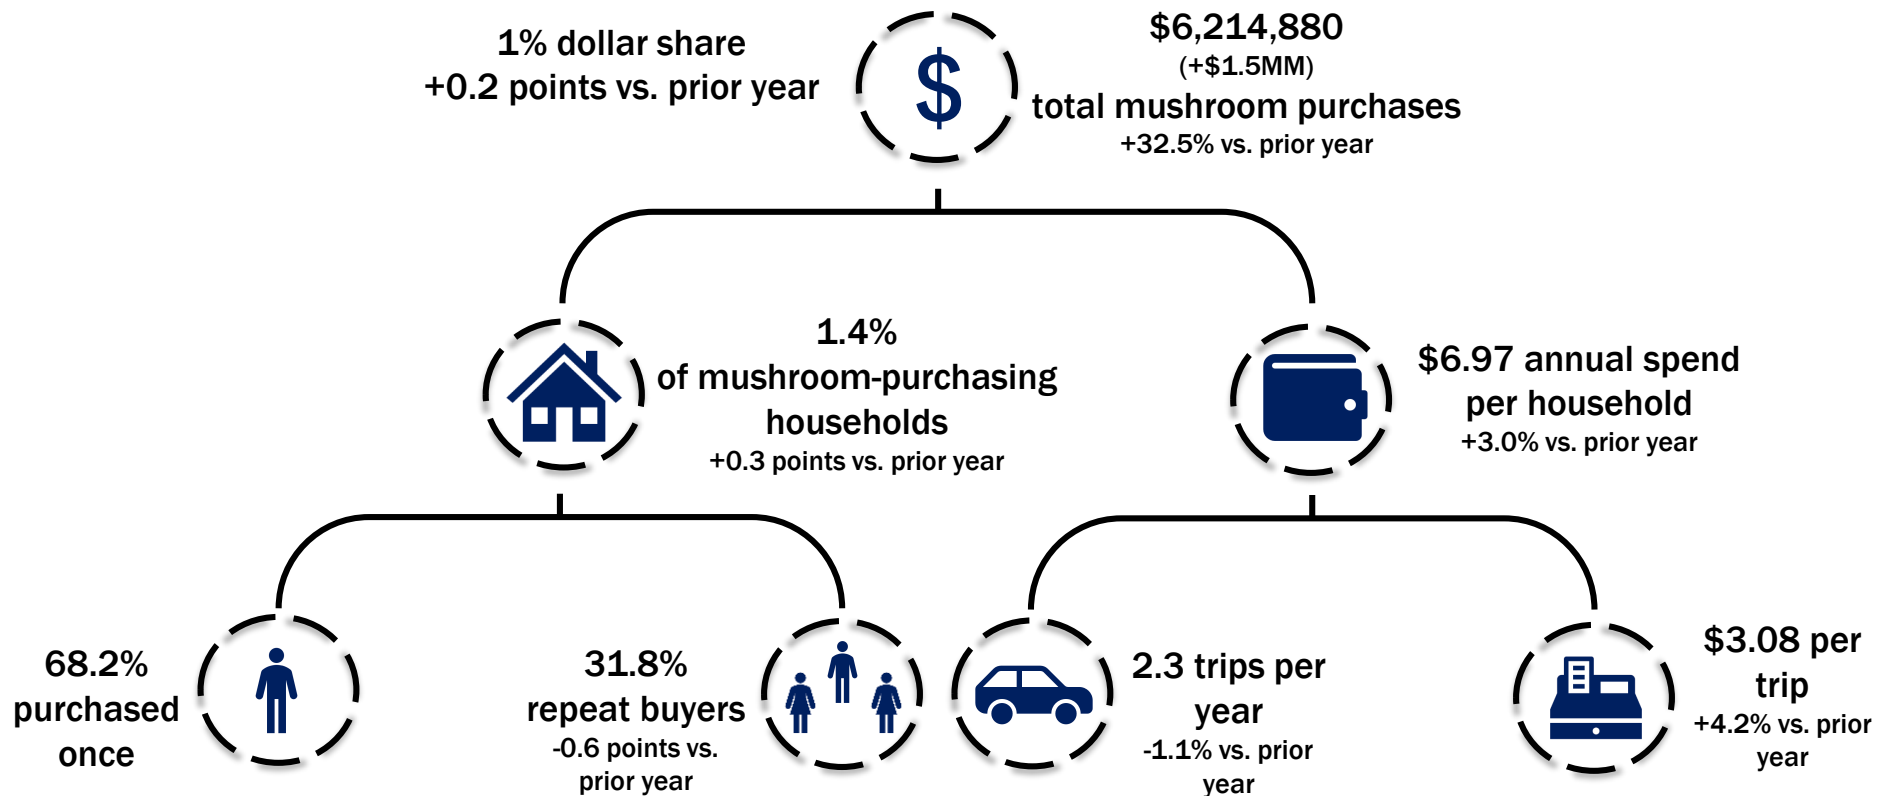 1% dollar share
+0.2 points vs. prior year
$
$6,214,880
(+$1.5MM)
total mushroom purchases
+32.5% vs. prior year
1.4%
of mushroom-purchasing
households
+0.3 points vs. prior year
$6.97 annual spend
per household
+3.0% vs. prior year
68.2%
purchased
once
31.8%
repeat buyers
-0.6 points vs.
prior year
2.3 trips per
year
-1.1% vs. prior
year
$3.08 per
trip
+4.2% vs. prior
year